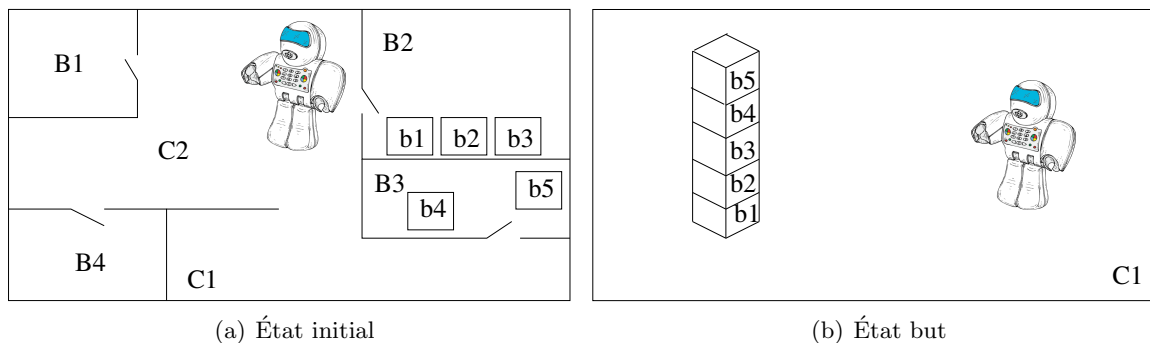 B1
B2
b1 b2 b3
C2
B3
b5
b4
B4
C1
(a) État initial
b5
b4
b3
b2
b1
C1
(b) État but